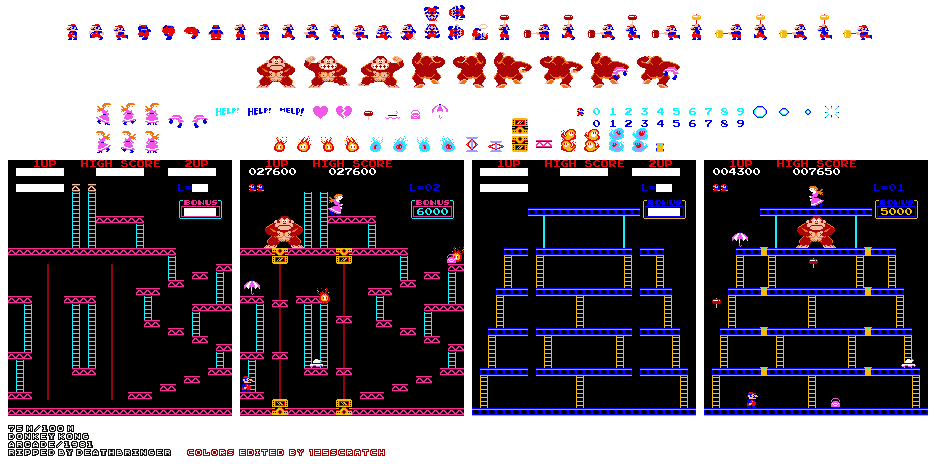 HELP! HELP! HELP! 0 1 2 3 4 5 6 7 8 9
0 1 2 3 4 5 6 7 8 9
1UP HIGH SCORE 2UP
L=
BONUS
1UP HIGH SCORE
027600 027600
L=02
BONUS
6000
1UP HIGH SCORE 2UP
L=
BONUS
1UP HIGH SCORE
004300 007650
L=01
BONUS
5000
75 M/100 M
DONKEY KONG
ARCADE/1981
RIPPED BY DEATHBRINGER COLORS EDITED BY 125SCRATCH